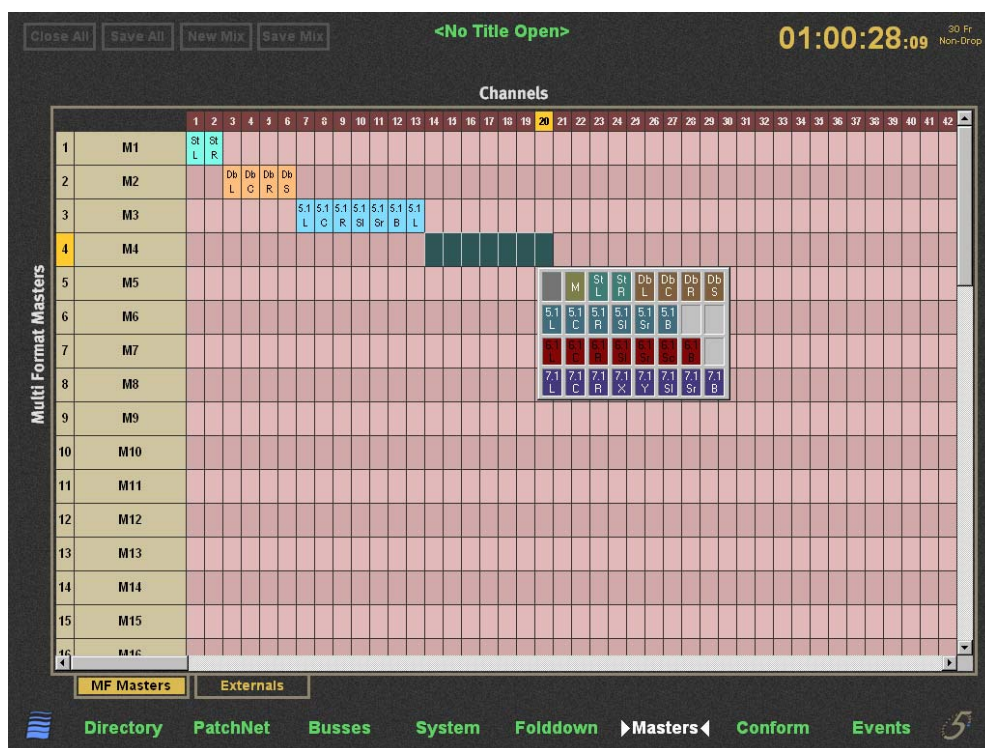 Close All Save All New Mix Save Mix <No Title Open> 01:00:28:09 30 Fr Non-Drop
Channels
1 2 3 4 5 6 7 8 9 10 11 12 13 14 15 16 17 18 19 20 21 22 23 24 25 26 27 28 29 30 31 32 33 34 35 36 37 38 39 40 41 42
Multi Format Masters
1 M1 St L St R
2 M2 Db L Db C Db R Db S
3 M3 5.1 L 5.1 C 5.1 R 5.1 Sl 5.1 Sr 5.1 B 5.1 L
4 M4
5 M5
M St L St R Db L Db C Db R Db S
6 M6
5.1 L 5.1 C 5.1 R 5.1 Sl 5.1 Sr 5.1 B
7 M7
6.1 L 6.1 C 6.1 R 6.1 Sl 6.1 Sr 6.1 6.1 B
8 M8
7.1 L 7.1 C 7.1 R 7.1 X 7.1 Y 7.1 Sl 7.1 Sr 7.1 B
9 M9
10 M10
11 M11
12 M12
13 M13
14 M14
15 M15
16 M16
MF Masters Externals
Directory PatchNet Busses System Folddown Masters Conform Events 5